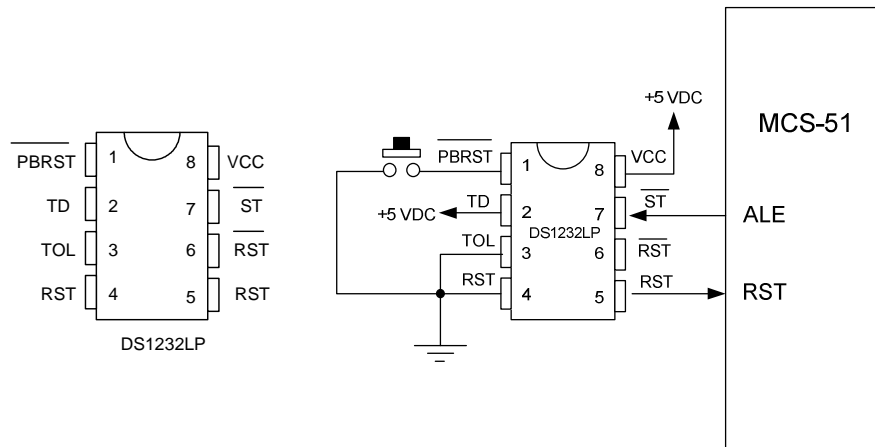 PBRST
1
8
VCC
TD
2
7
ST
TOL
3
6
RST
RST
4
5
RST
DS1232LP
+5 VDC
PBRST
1
8
VCC
TD
+5 VDC
2
7
ST
DS1232LP
TOL
3
6
RST
RST
4
5
RST
MCS-51
ALE
RST